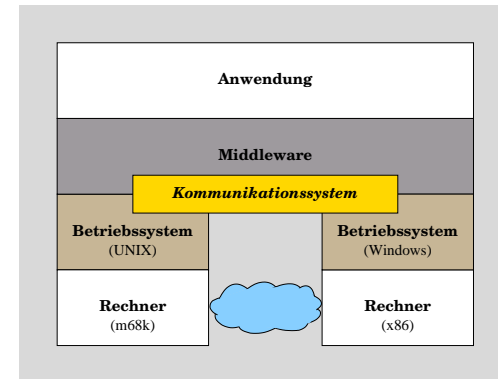 Anwendung
Middleware
Kommunikationssystem
Betriebssystem
(UNIX)
Betriebssystem
(Windows)
Rechner
(m68k)
Rechner
(x86)